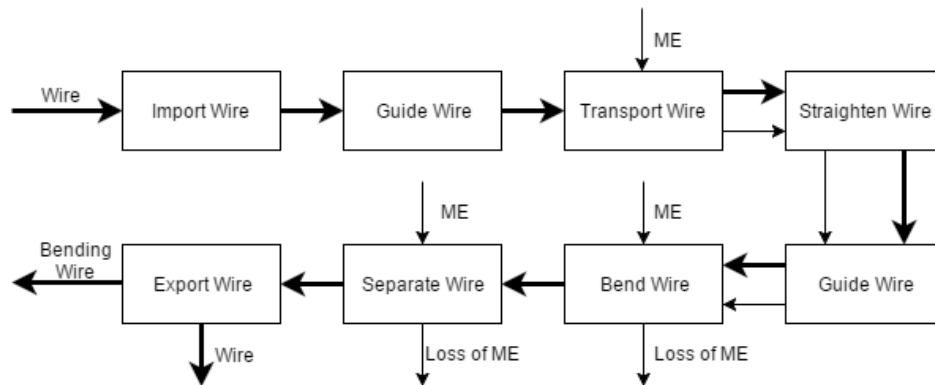 ME
Wire
Import Wire
Guide Wire
Transport Wire
Straighten Wire
ME
ME
Bending
Wire
Export Wire
Separate Wire
Bend Wire
Guide Wire
Wire
Loss of ME
Loss of ME